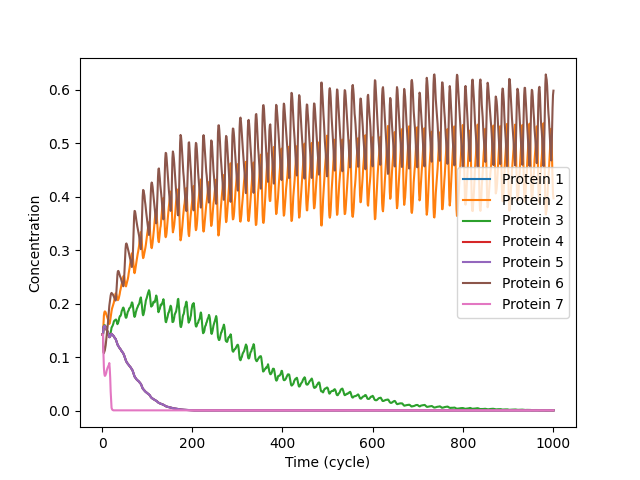 0.6
0.5
0.4
0.3
0.2
0.1
0.0
Concentration
Protein 1
Protein 2
Protein 3
Protein 4
Protein 5
Protein 6
Protein 7
0 200 400 600 800 1000
Time (cycle)